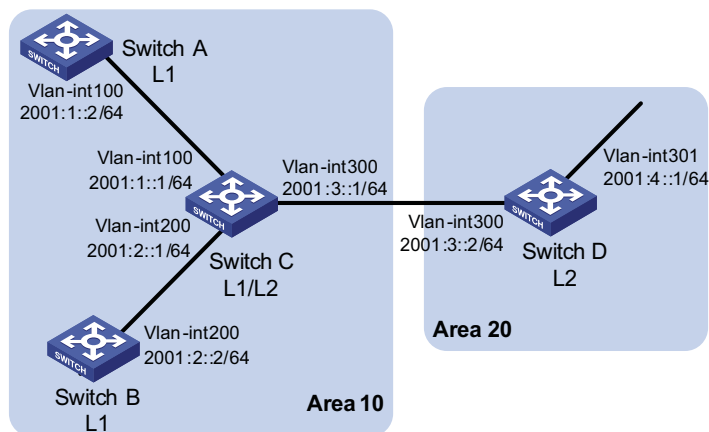 SWITCH
Switch A
L1
Vlan-int100
2001:1::2/64
Vlan-int100
2001:1::1/64
Vlan-int200
2001:2::1/64
SWITCH
Vlan-int300
2001:3::1/64
Switch C
L1/L2
Vlan-int200
2001:2::2/64
SWITCH
Switch B
L1
Area 10
Vlan-int301
2001:4::1/64
SWITCH
Vlan-int300
2001:3::2/64
Switch D
L2
Area 20